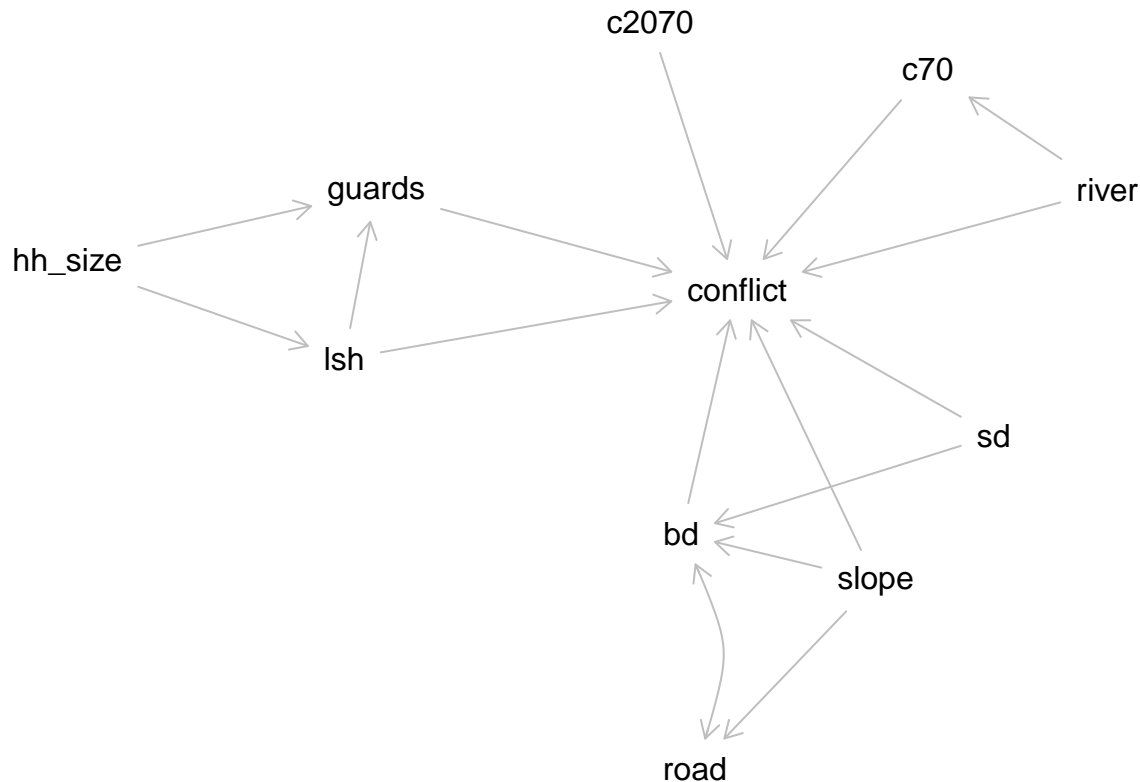 c2070
c70
guards
river
hh_size
conflict
lsh
sd
bd
slope
road